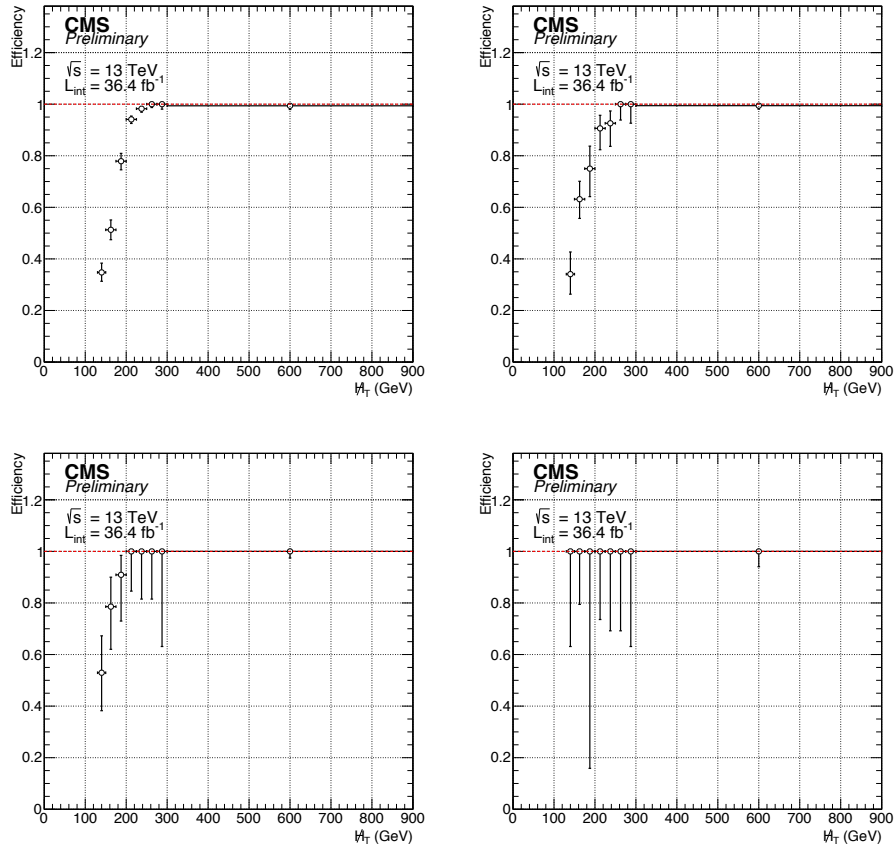 CMS
Preliminary
√s = 13 TeV
L_int = 36.4 fb⁻¹
Efficiency
1.2
1
0.8
0.6
0.4
0.2
0
0 100 200 300 400 500 600 700 800 900
H̸_T (GeV)
CMS
Preliminary
√s = 13 TeV
L_int = 36.4 fb⁻¹
Efficiency
1.2
1
0.8
0.6
0.4
0.2
0
0 100 200 300 400 500 600 700 800 900
H̸_T (GeV)
CMS
Preliminary
√s = 13 TeV
L_int = 36.4 fb⁻¹
Efficiency
1.2
1
0.8
0.6
0.4
0.2
0
0 100 200 300 400 500 600 700 800 900
H̸_T (GeV)
CMS
Preliminary
√s = 13 TeV
L_int = 36.4 fb⁻¹
Efficiency
1.2
1
0.8
0.6
0.4
0.2
0
0 100 200 300 400 500 600 700 800 900
H̸_T (GeV)